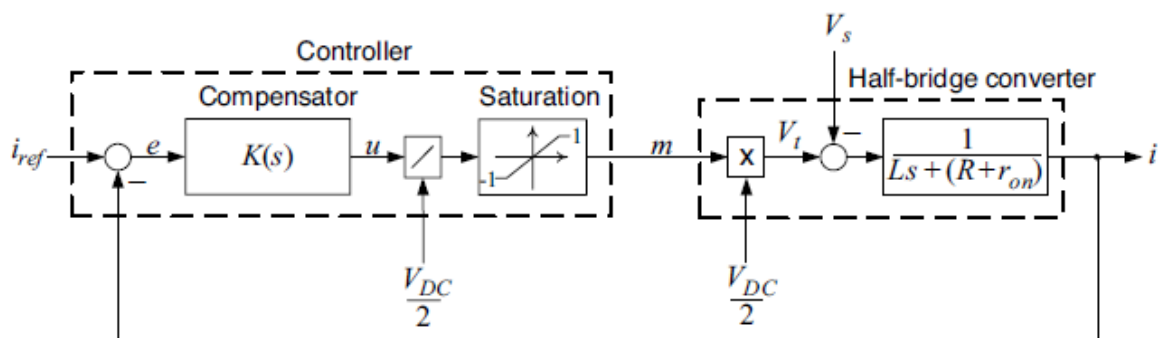 Controller
Compensator
Saturation
i_ref
e
K(s)
u
1
-1
m
V_DC
2
V_s
Half-bridge converter
x
V_t
1
Ls + (R + r_on)
i
V_DC
2